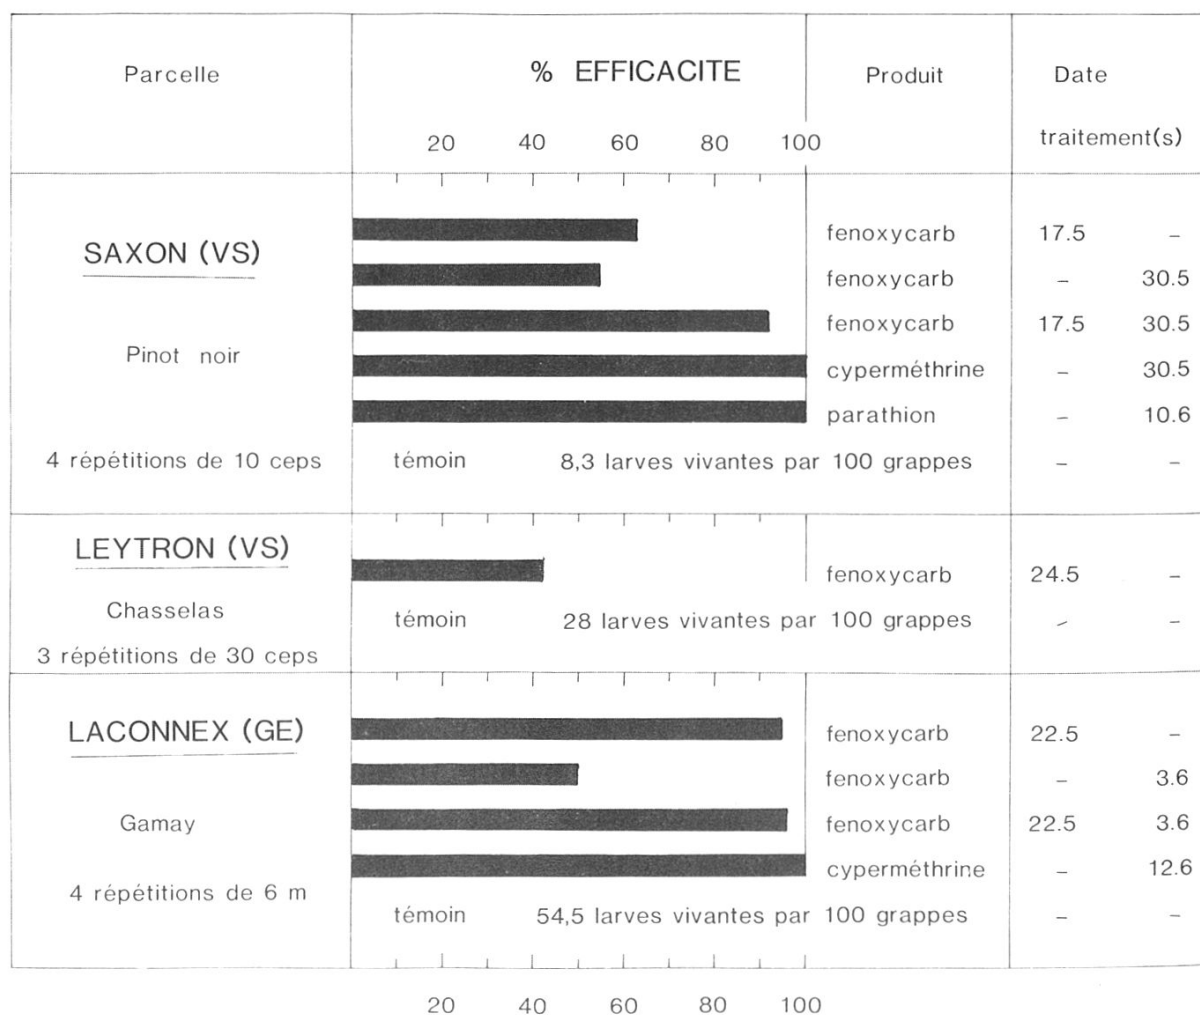 Parcelle % EFFICACITE Produit Date
20 40 60 80 100 traitement(s)
fenoxycarb 17.5 –
SAXON (VS)
fenoxycarb – 30.5
fenoxycarb 17.5 30.5
Pinot noir
cyperméthrine – 30.5
parathion – 10.6
4 répétitions de 10 ceps témoin 8,3 larves vivantes par 100 grappes – –
LEYTRON (VS)
fenoxycarb 24.5 –
Chasselas témoin 28 larves vivantes par 100 grappes – –
3 répétitions de 30 ceps
LACONNEX (GE) fenoxycarb 22.5 –
fenoxycarb – 3.6
Gamay fenoxycarb 22.5 3.6
cyperméthrine – 12.6
4 répétitions de 6 m
témoin 54,5 larves vivantes par 100 grappes – –
20 40 60 80 100